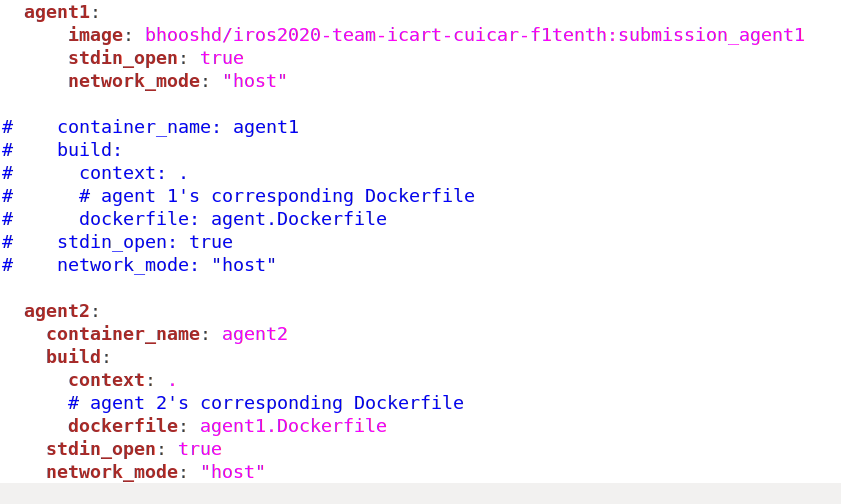 agent1:
image: bhooshd/iros2020-team-icart-cuicar-f1tenth:submission_agent1
stdin_open: true
network_mode: "host"
#    container_name: agent1
#    build:
#      context: .
#      # agent 1's corresponding Dockerfile
#      dockerfile: agent.Dockerfile
#    stdin_open: true
#    network_mode: "host"
agent2:
container_name: agent2
build:
context: .
# agent 2's corresponding Dockerfile
dockerfile: agent1.Dockerfile
stdin_open: true
network_mode: "host"